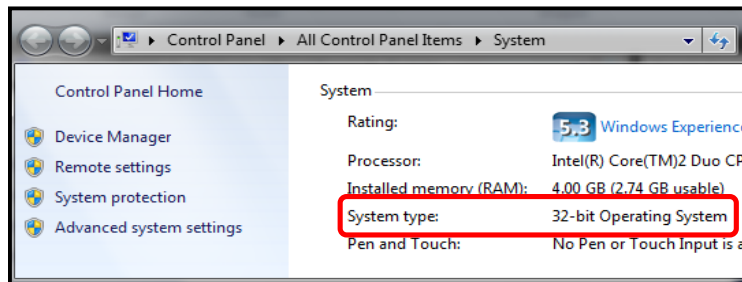 Control Panel ▸ All Control Panel Items ▸ System
Control Panel Home
Device Manager
Remote settings
System protection
Advanced system settings
System
Rating: 5.3 Windows Experience
Processor: Intel(R) Core(TM)2 Duo CP
Installed memory (RAM): 4.00 GB (2.74 GB usable)
System type: 32-bit Operating System
Pen and Touch: No Pen or Touch Input is a